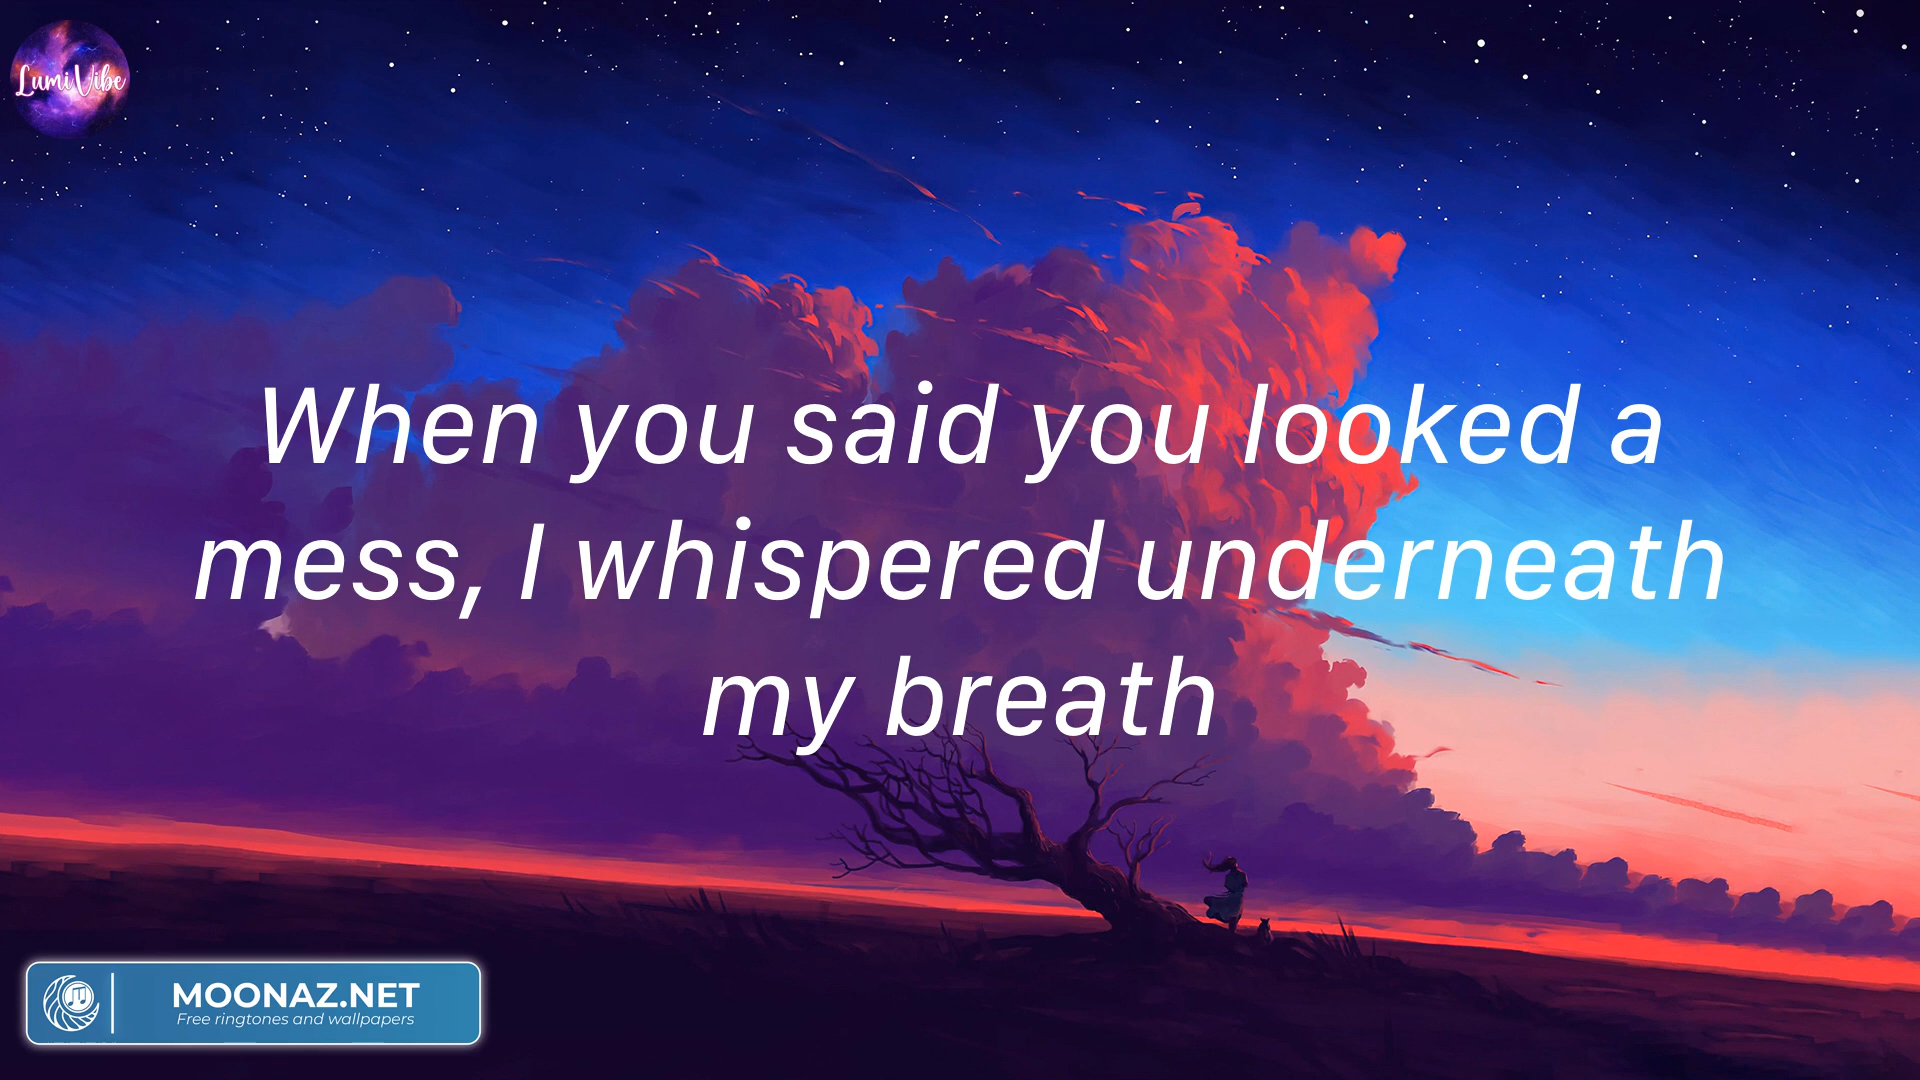 LumiVibe
When you said you looked a
mess, I whispered underneath
my breath
MOONAZ.NET
Free ringtones and wallpapers